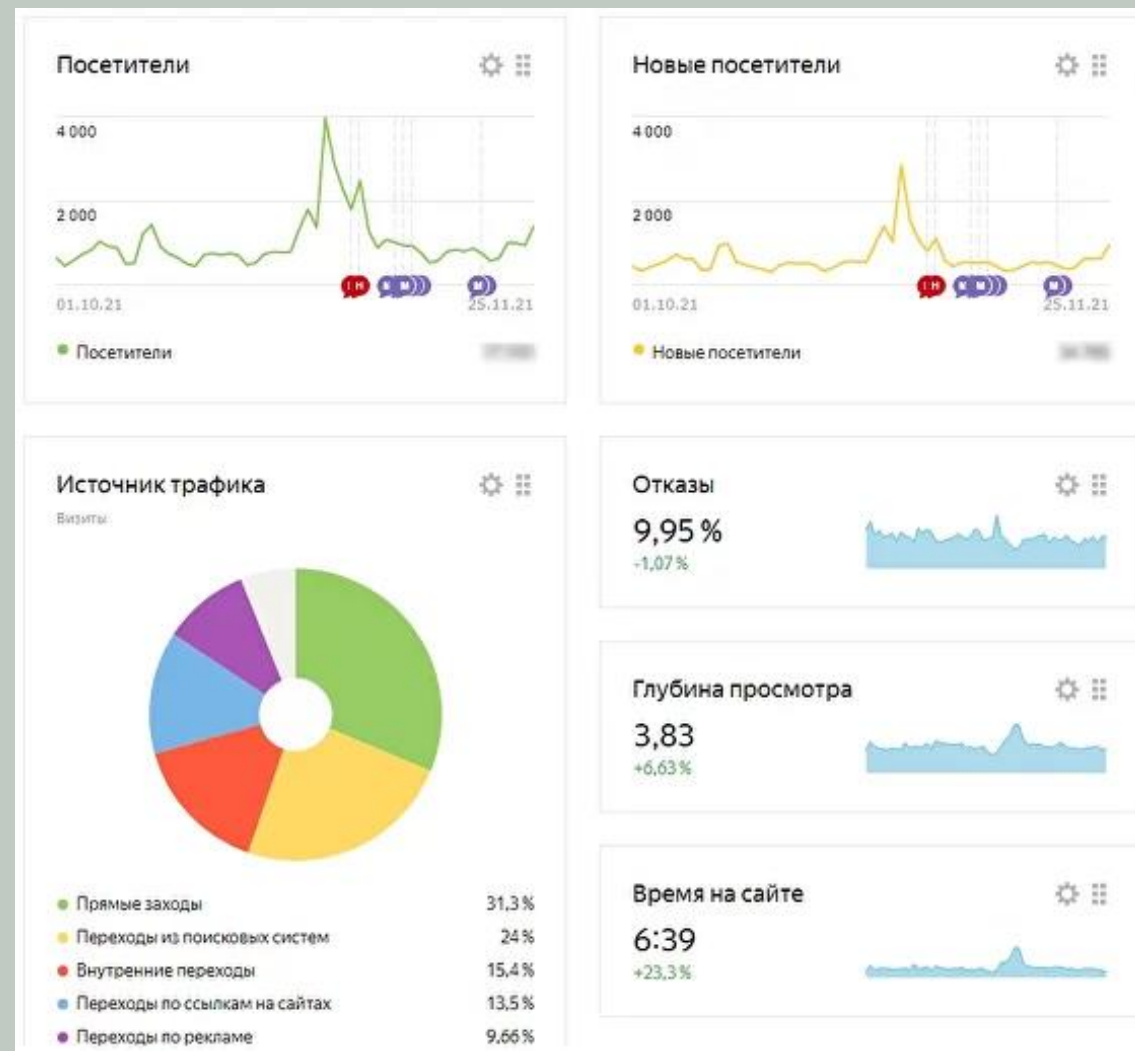 Посетители
4 000
2 000
01.10.21
25.11.21
Посетители
Новые посетители
4 000
2 000
01.10.21
25.11.21
Новые посетители
Источник трафика
Визиты
Прямые заходы 31,3 %
Переходы из поисковых систем 24 %
Внутренние переходы 15,4 %
Переходы по ссылкам на сайтах 13,5 %
Переходы по рекламе 9,66 %
Отказы
9,95 %
-1,07 %
Глубина просмотра
3,83
+6,63 %
Время на сайте
6:39
+23,3 %